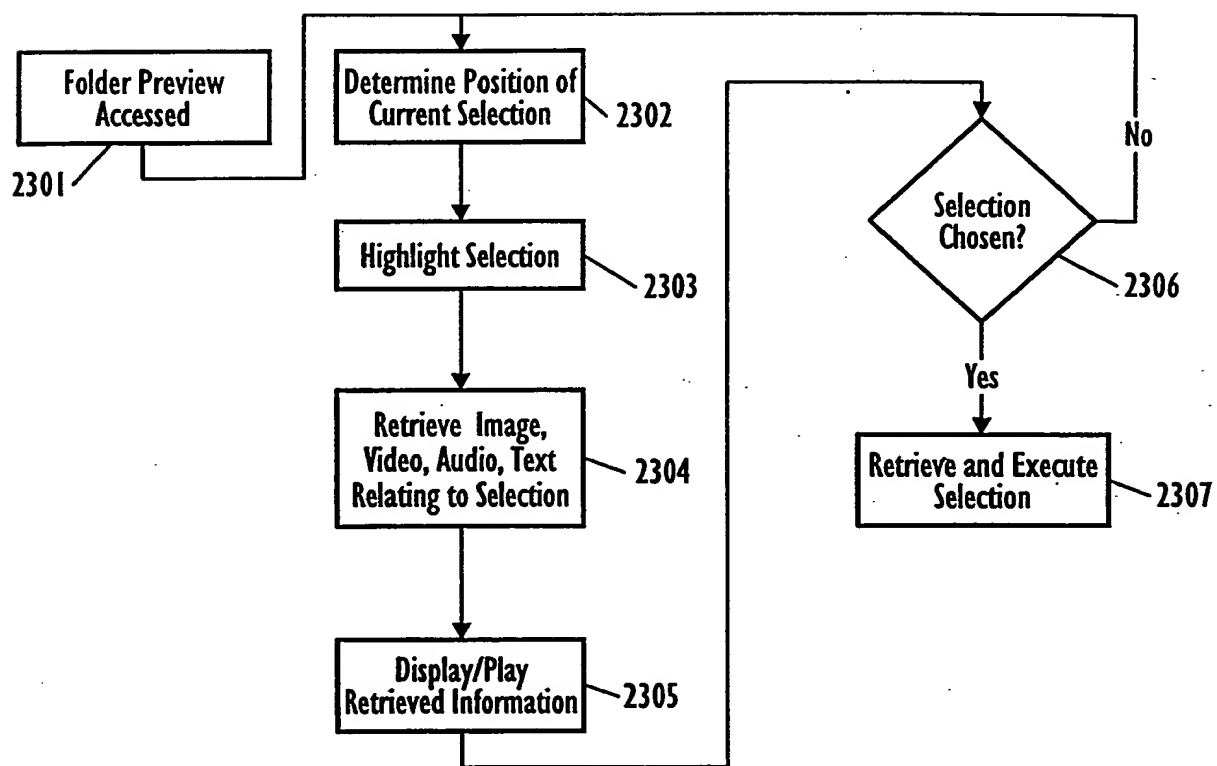 Folder Preview
Accessed
2301
Determine Position of
Current Selection
2302
Highlight Selection
2303
Retrieve Image,
Video, Audio, Text
Relating to Selection
2304
Display/Play
Retrieved Information
2305
Selection
Chosen?
2306
No
Yes
Retrieve and Execute
Selection
2307